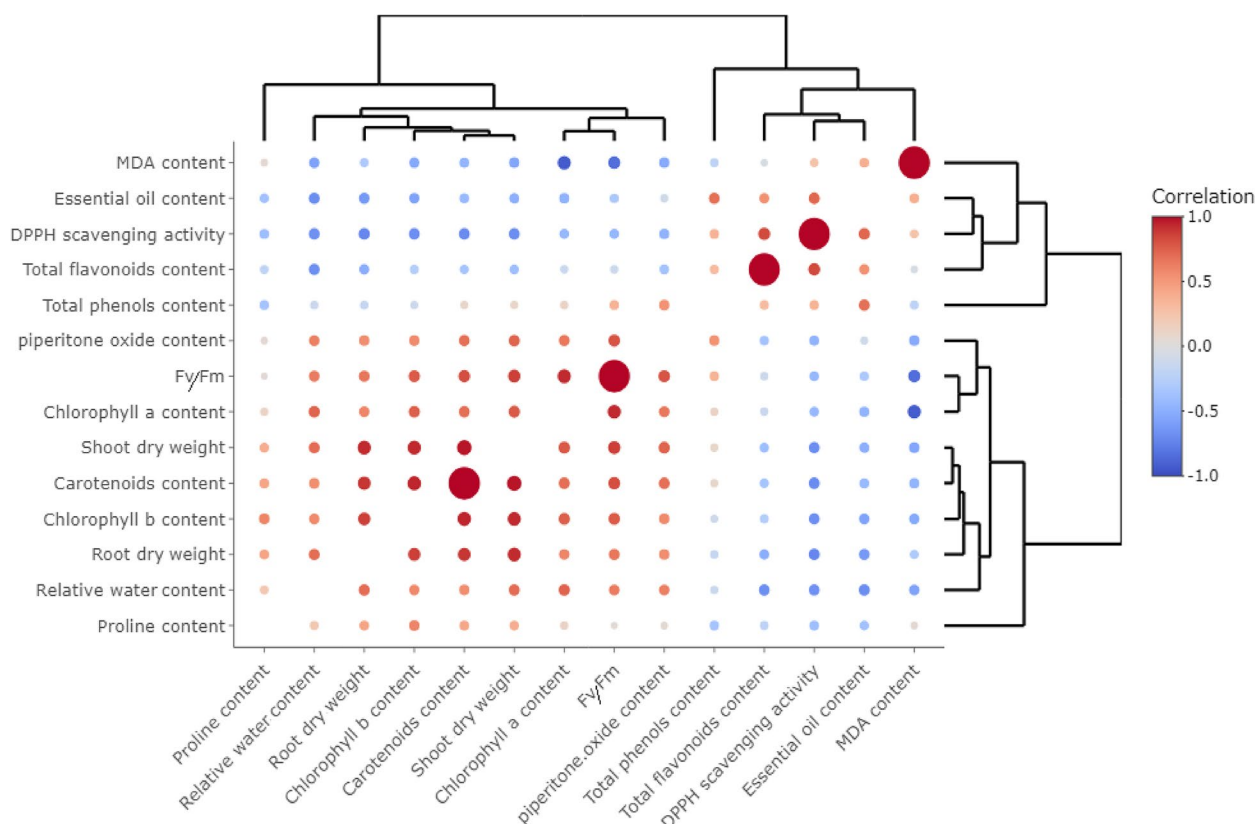 MDA content
Essential oil content
DPPH scavenging activity
Total flavonoids content
Total phenols content
piperitone oxide content
Fv/Fm
Chlorophyll a content
Shoot dry weight
Carotenoids content
Chlorophyll b content
Root dry weight
Relative water content
Proline content
Proline content
Relative water content
Root dry weight
Chlorophyll b content
Carotenoids content
Shoot dry weight
Chlorophyll a content
Fv/Fm
piperitone.oxide content
Total phenols content
Total flavonoids content
DPPH scavenging activity
Essential oil content
MDA content
Correlation
1.0
0.5
0.0
-0.5
-1.0